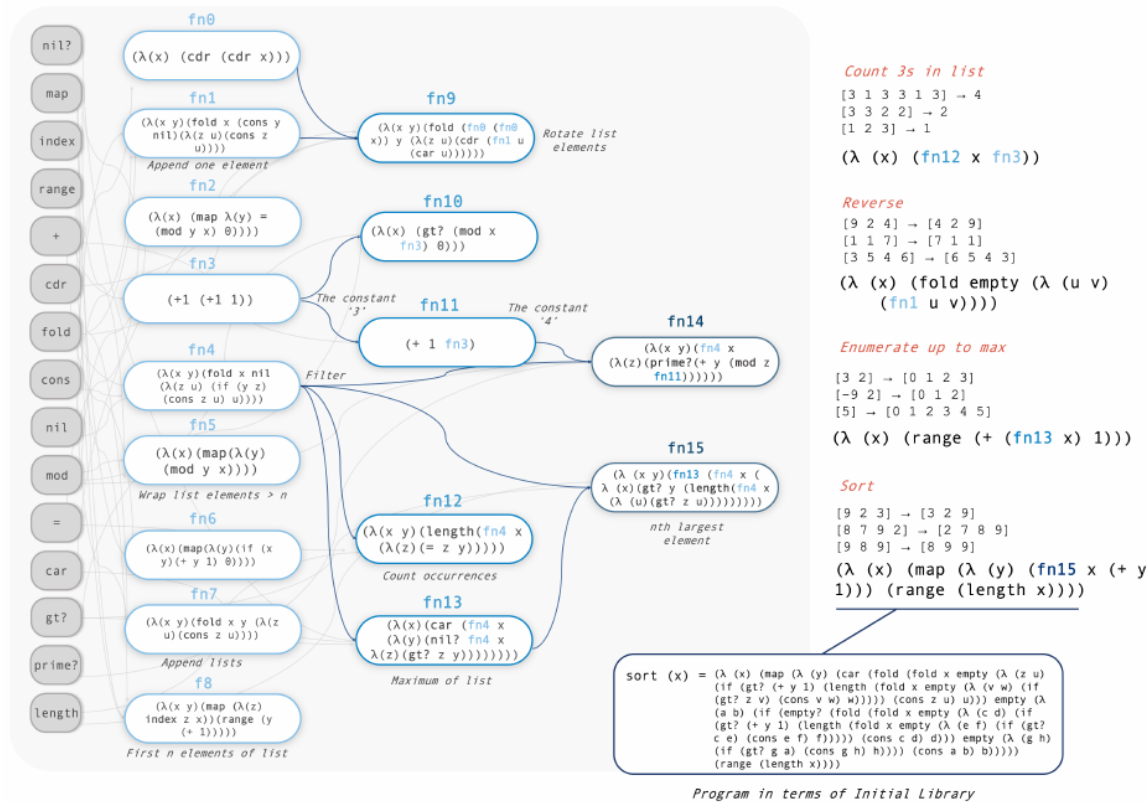 nil?
map
index
range
+
cdr
fold
cons
nil
mod
=
car
gt?
prime?
length
fn0
(λ(x) (cdr (cdr x)))
fn1
(λ(x y)(fold x (cons y
nil)(λ(z u)(cons z
u))))
Append one element
fn2
(λ(x) (map λ(y) =
(mod y x) 0))))
fn3
(+1 (+1 1))
The constant
'3'
fn4
(λ(x y)(fold x nil
(λ(z u) (if (y z)
(cons z u) u))))
Filter
fn5
(λ(x)(map(λ(y)
(mod y x))))
Wrap list elements > n
fn6
(λ(x)(map(λ(y)(if (x
y)(+ y 1) 0))))
fn7
(λ(x y)(fold x y (λ(z
u)(cons z u))))
Append lists
f8
(λ(x y)(map (λ(z)
index z x))(range (y
(+ 1)))))
First n elements of list
fn9
(λ(x y)(fold (fn0 (fn0
x)) y (λ(z u)(cdr (fn1 u
(car u))))))
Rotate list
elements
fn10
(λ(x) (gt? (mod x
fn3) 0)))
fn11
(+ 1 fn3)
The constant
'4'
fn12
(λ(x y)(length(fn4 x
(λ(z)(= z y)))))
Count occurrences
fn13
(λ(x)(car (fn4 x
(λ(y)(nil? fn4 x
λ(z)(gt? z y))))))))
Maximum of list
fn14
(λ(x y)(fn4 x
(λ(z)(prime?(+ y (mod z
fn11))))))
fn15
(λ (x y)(fn13 (fn4 x (
λ (x)(gt? y (length(fn4 x
(λ (u)(gt? z u)))))))))
nth largest
element
Count 3s in list
[3 1 3 3 1 3] → 4
[3 3 2 2] → 2
[1 2 3] → 1
(λ (x) (fn12 x fn3))
Reverse
[9 2 4] → [4 2 9]
[1 1 7] → [7 1 1]
[3 5 4 6] → [6 5 4 3]
(λ (x) (fold empty (λ (u v)
(fn1 u v))))
Enumerate up to max
[3 2] → [0 1 2 3]
[-9 2] → [0 1 2]
[5] → [0 1 2 3 4 5]
(λ (x) (range (+ (fn13 x) 1)))
Sort
[9 2 3] → [3 2 9]
[8 7 9 2] → [2 7 8 9]
[9 8 9] → [8 9 9]
(λ (x) (map (λ (y) (fn15 x (+ y
1))) (range (length x))))
sort (x) = (λ (x) (map (λ (y) (car (fold (fold x empty (λ (z u)
(if (gt? (+ y 1) (length (fold x empty (λ (v w) (if
(gt? z v) (cons v w) w))))) (cons z u) u))) empty (λ
(a b) (if (empty? (fold (fold x empty (λ (c d) (if
(gt? (+ y 1) (length (fold x empty (λ (e f) (if (gt?
c e) (cons e f) f))))) (cons c d) d))) empty (λ (g h)
(if (gt? g a) (cons g h) h)))) (cons a b) b)))))
(range (length x))))
Program in terms of Initial Library